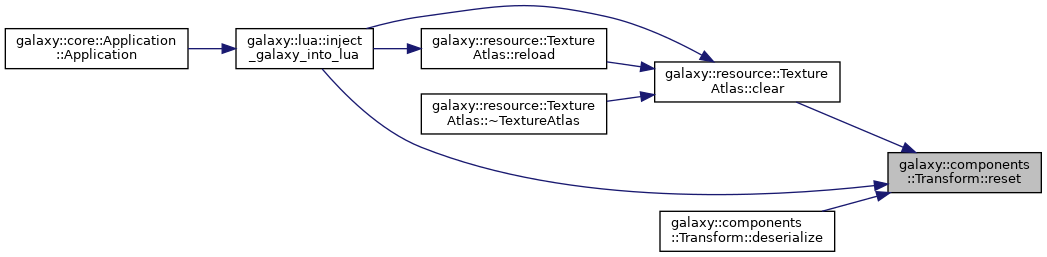 galaxy::core::Application
::Application
galaxy::lua::inject
_galaxy_into_lua
galaxy::resource::Texture
Atlas::reload
galaxy::resource::Texture
Atlas::~TextureAtlas
galaxy::resource::Texture
Atlas::clear
galaxy::components
::Transform::reset
galaxy::components
::Transform::deserialize